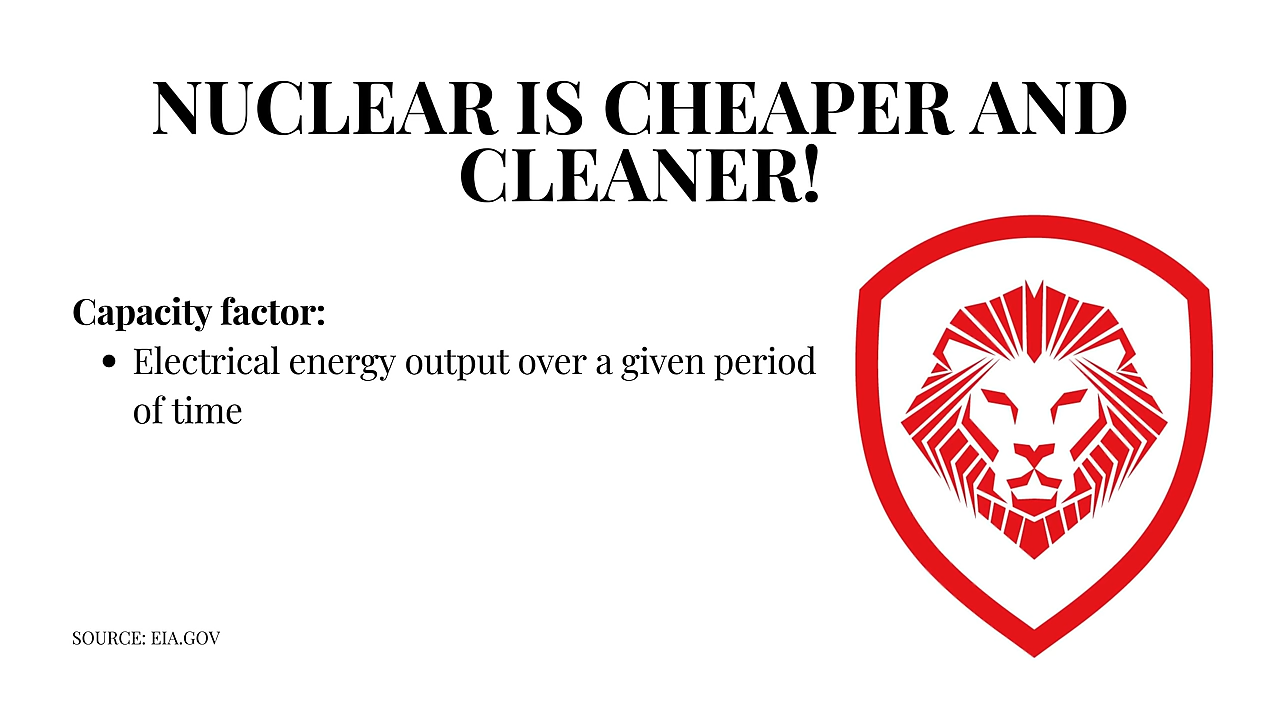 NUCLEAR IS CHEAPER AND
CLEANER!
Capacity factor:
• Electrical energy output over a given period
of time
SOURCE: EIA.GOV